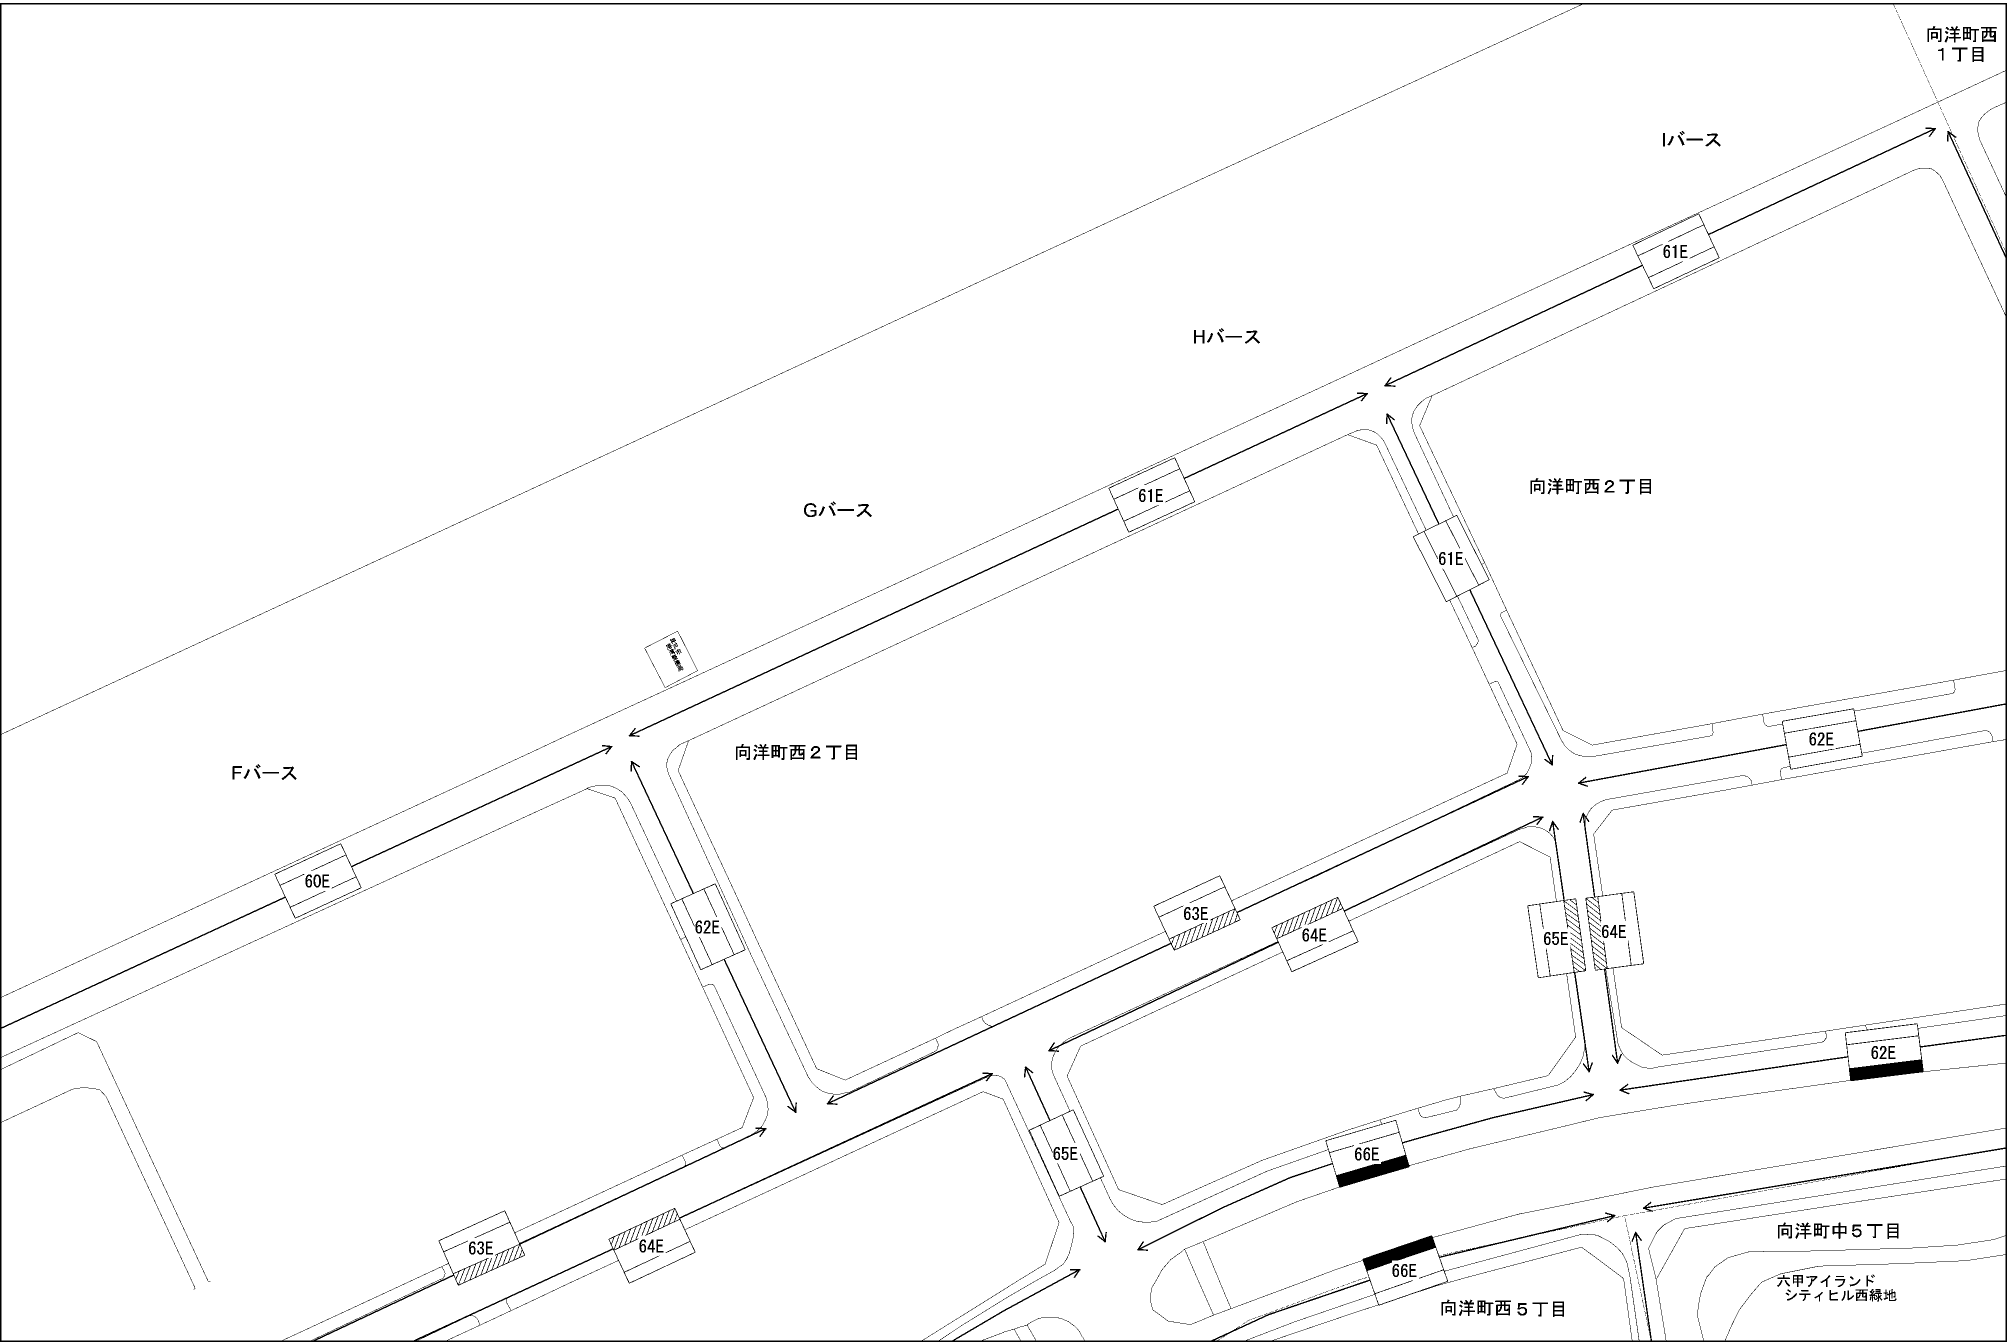 向洋町西
１丁目
Iバース
61E
Hバース
61E
向洋町西２丁目
Gバース
61E
62E
向洋町西２丁目
Fバース
60E
62E
63E
64E
65E
64E
62E
65E
66E
63E
64E
66E
向洋町中５丁目
六甲アイランド
シティヒル西緑地
向洋町西５丁目